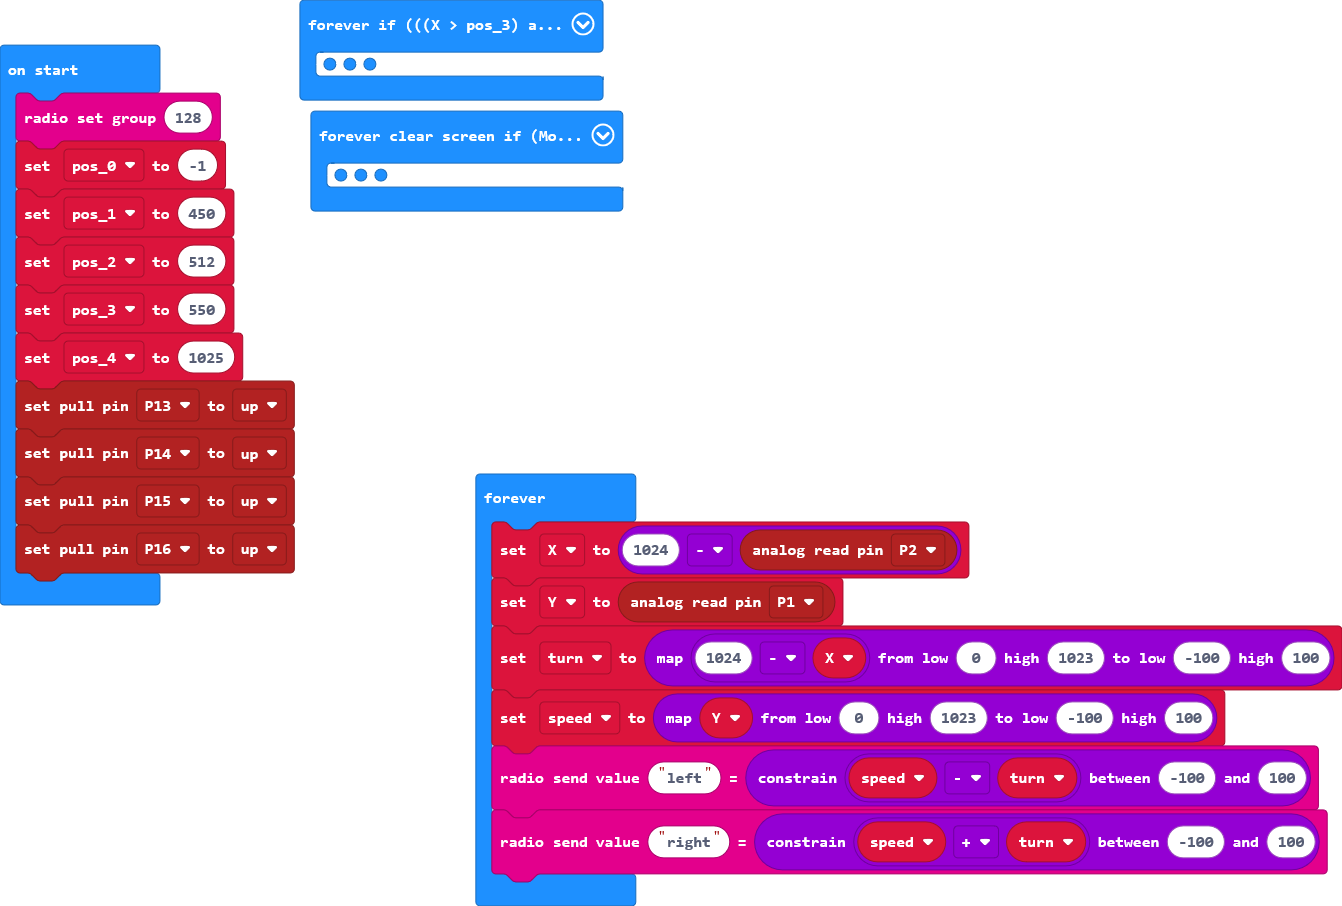 forever if (((X > pos_3) a...
on start
forever clear screen if (Mo...
radio set group 128
set pos_0 to -1
set pos_1 to 450
set pos_2 to 512
set pos_3 to 550
set pos_4 to 1025
set pull pin P13 to up
set pull pin P14 to up
set pull pin P15 to up
set pull pin P16 to up
forever
set X to 1024 - analog read pin P2
set Y to analog read pin P1
set turn to map 1024 - X from low 0 high 1023 to low -100 high 100
set speed to map Y from low 0 high 1023 to low -100 high 100
radio send value "left" = constrain speed - turn between -100 and 100
radio send value "right" = constrain speed + turn between -100 and 100